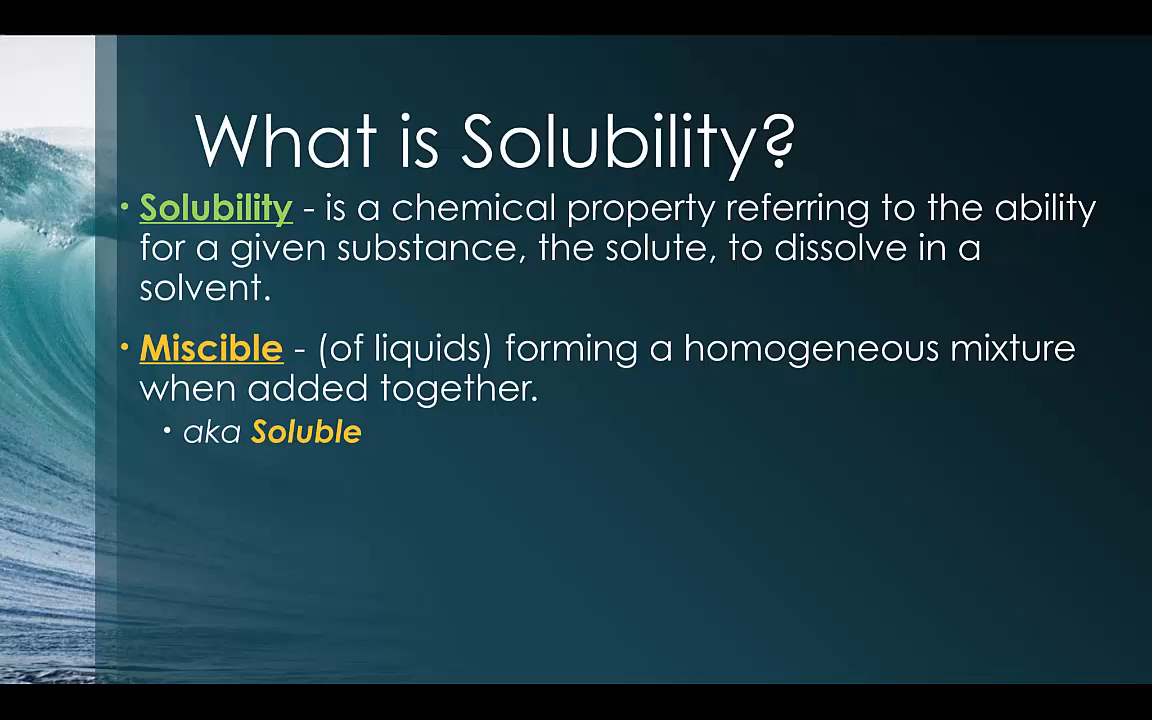 What is Solubility?
• Solubility - is a chemical property referring to the ability
for a given substance, the solute, to dissolve in a
solvent.
• Miscible - (of liquids) forming a homogeneous mixture
when added together.
• aka Soluble